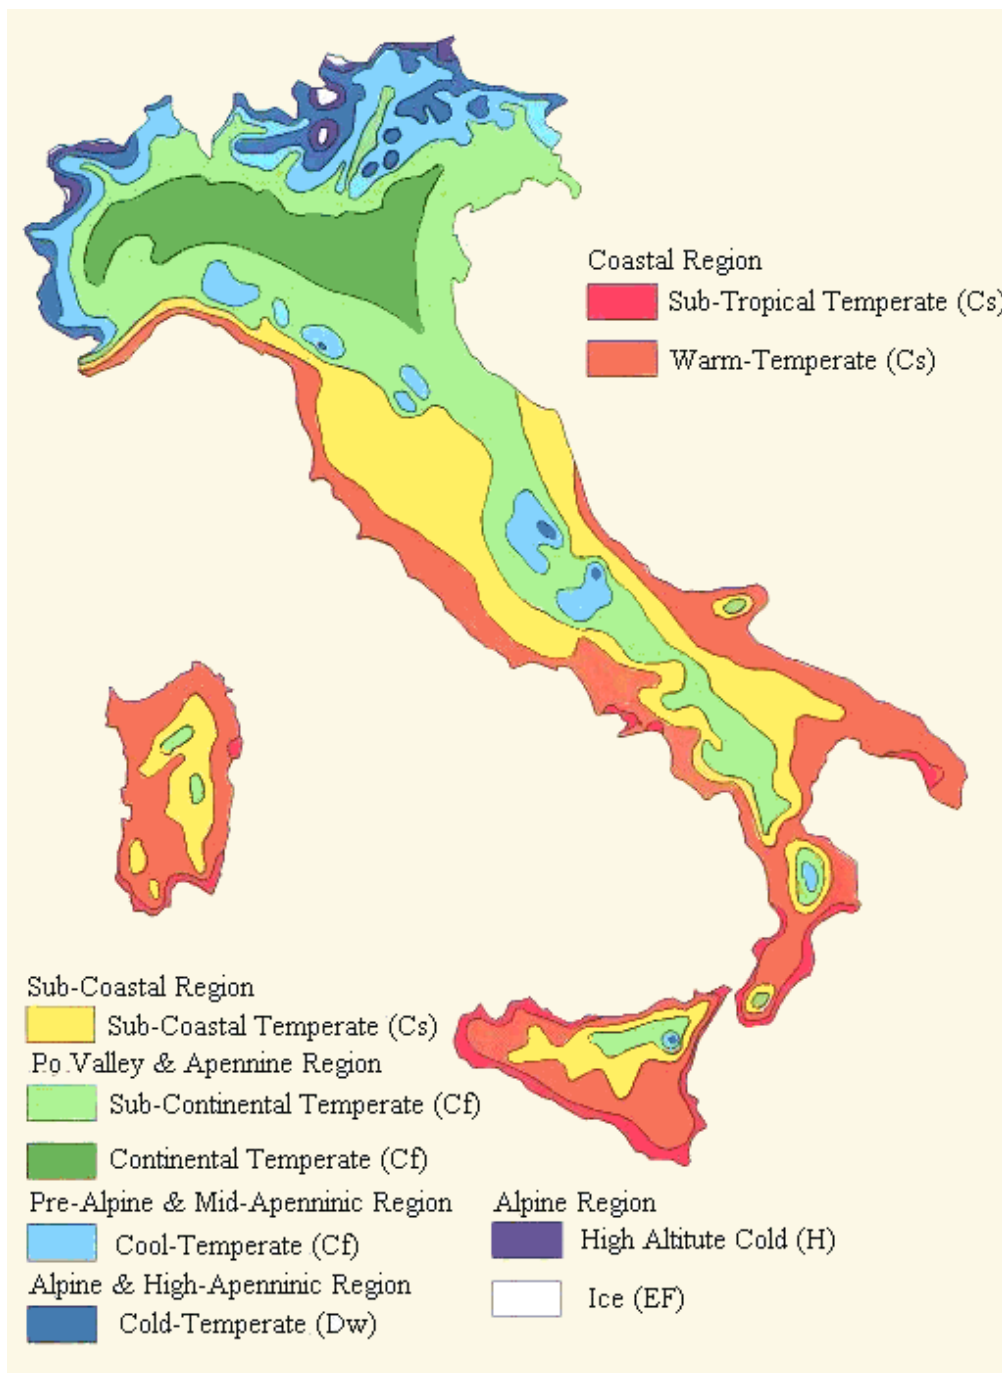 Coastal Region
Sub-Tropical Temperate (Cs)
Warm-Temperate (Cs)
Sub-Coastal Region
Sub-Coastal Temperate (Cs)
P.o.Valley & Apennine Region
Sub-Continental Temperate (Cf)
Continental Temperate (Cf)
Pre-Alpine & Mid-Apenninic Region
Cool-Temperate (Cf)
Alpine & High-Apenninic Region
Cold-Temperate (Dw)
Alpine Region
High Altitute Cold (H)
Ice (EF)